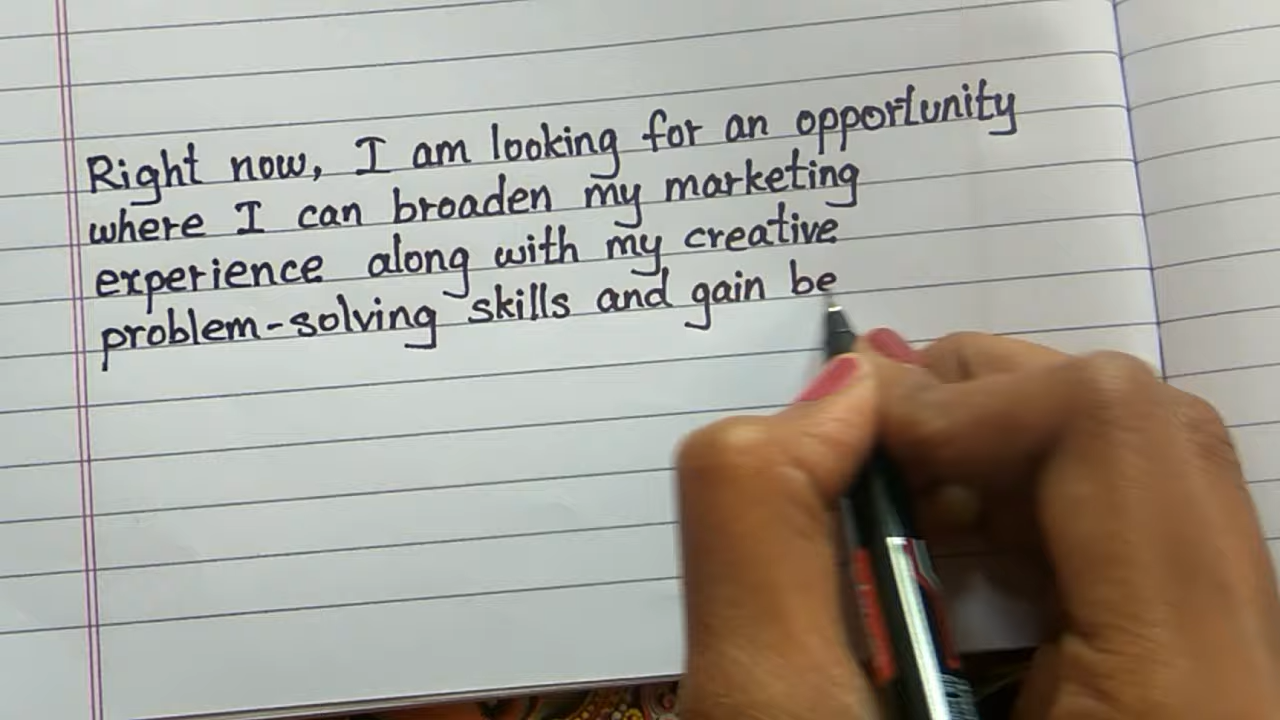 Right now, I am looking for an opportunity
where I can broaden my marketing
experience along with my creative
problem-solving skills and gain be